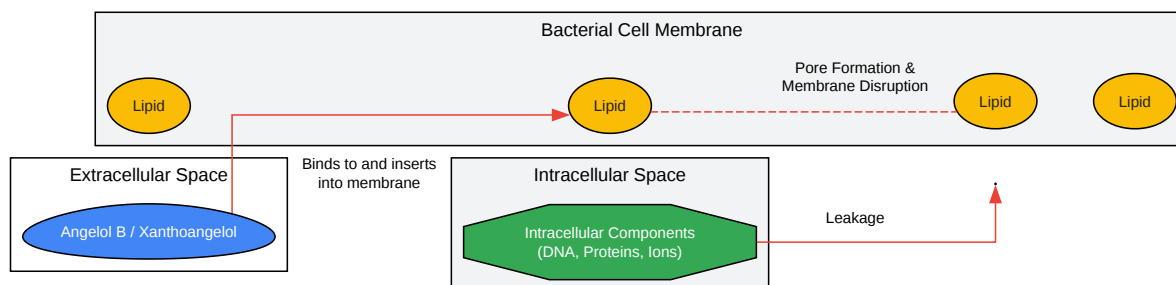 Bacterial Cell Membrane
Lipid
Lipid
Pore Formation &
Membrane Disruption
Lipid
Lipid
Extracellular Space
Angelol B / Xanthoangelol
Binds to and inserts
into membrane
Intracellular Space
Intracellular Components
(DNA, Proteins, Ions)
Leakage